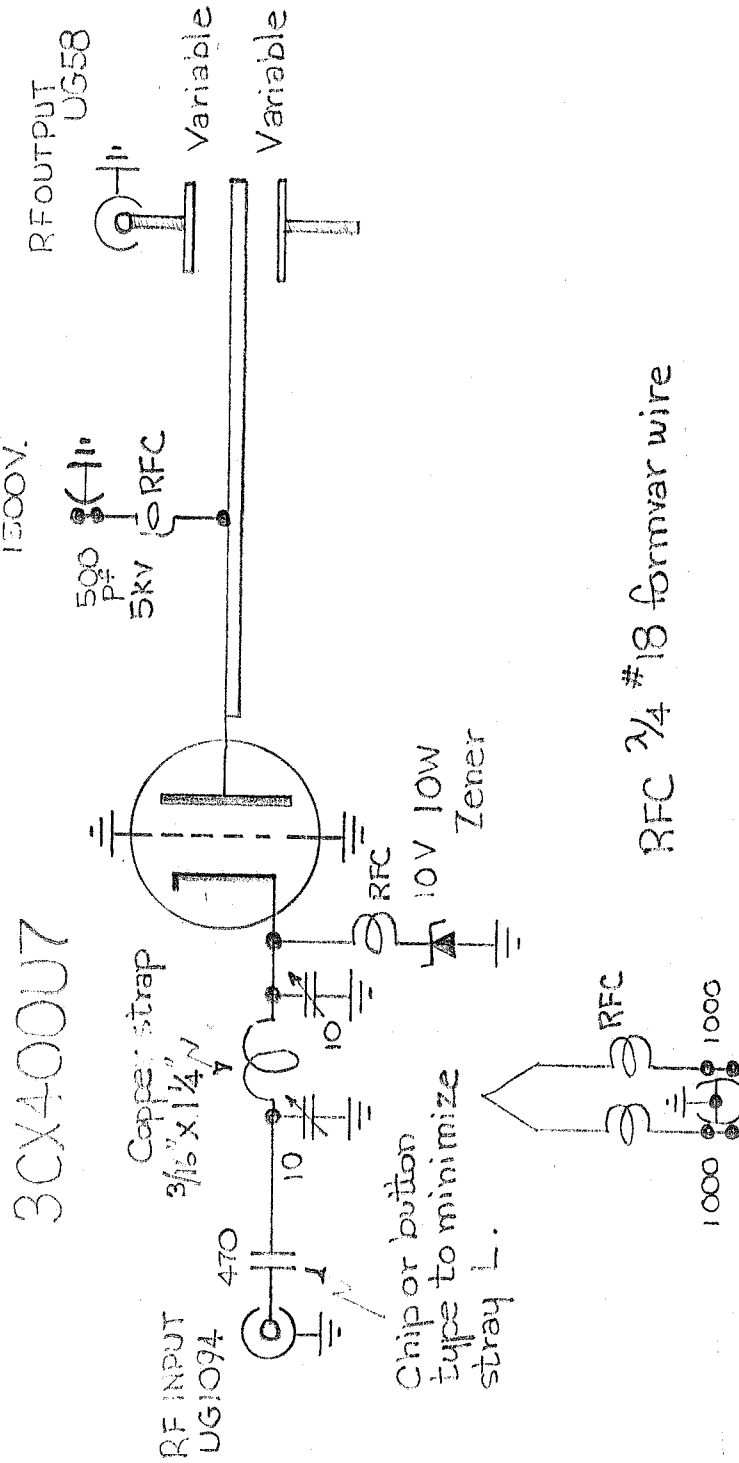 3CX400U7
RF INPUT
UG1094
470
Chip or button
type to minimize
stray L.
Copper strap
3/16" x 1 1/4"
10
10
RFC
10V 10W
Zener
1500V.
500
PF
5KV
RFC
RFOUTPUT
UG58
Variable
Variable
RFC
1000
1000
RFC λ/4 #18 formvar wire